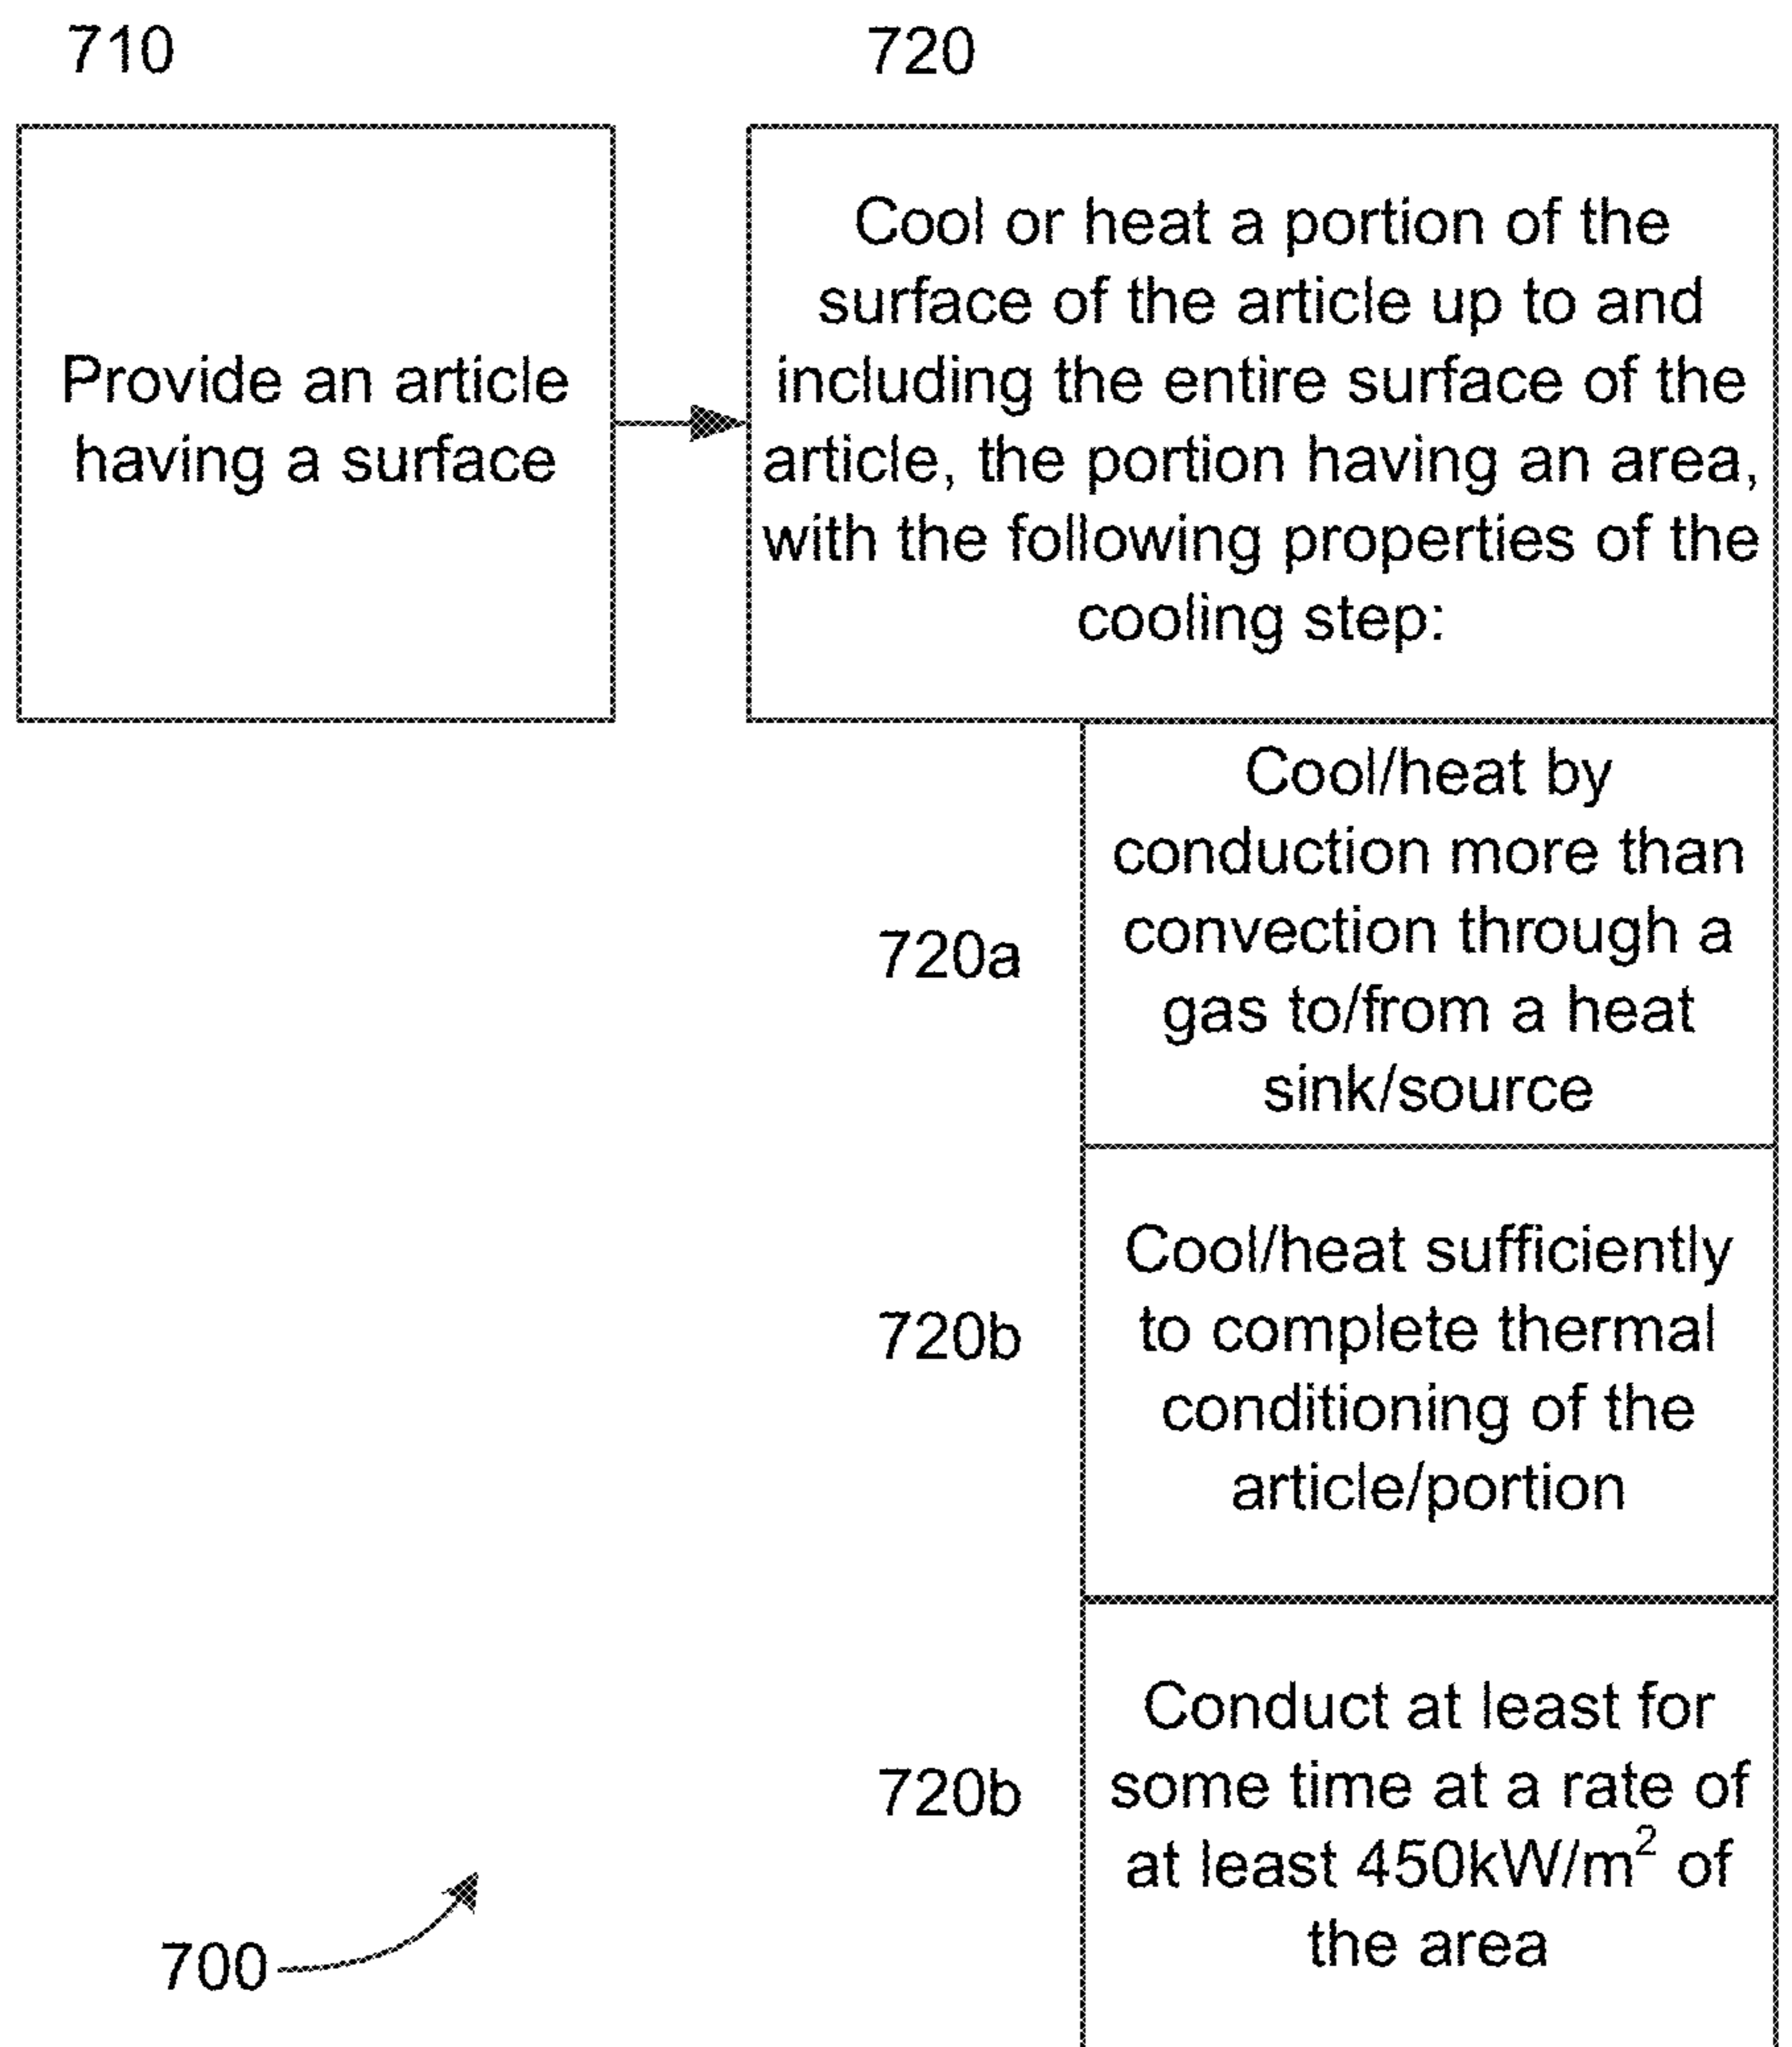 710
720
Provide an article
having a surface
Cool or heat a portion of the
surface of the article up to and
including the entire surface of the
article, the portion having an area,
with the following properties of the
cooling step:
720a
Cool/heat by
conduction more than
convection through a
gas to/from a heat
sink/source
720b
Cool/heat sufficiently
to complete thermal
conditioning of the
article/portion
720b
Conduct at least for
some time at a rate of
at least 450kW/m² of
the area
700